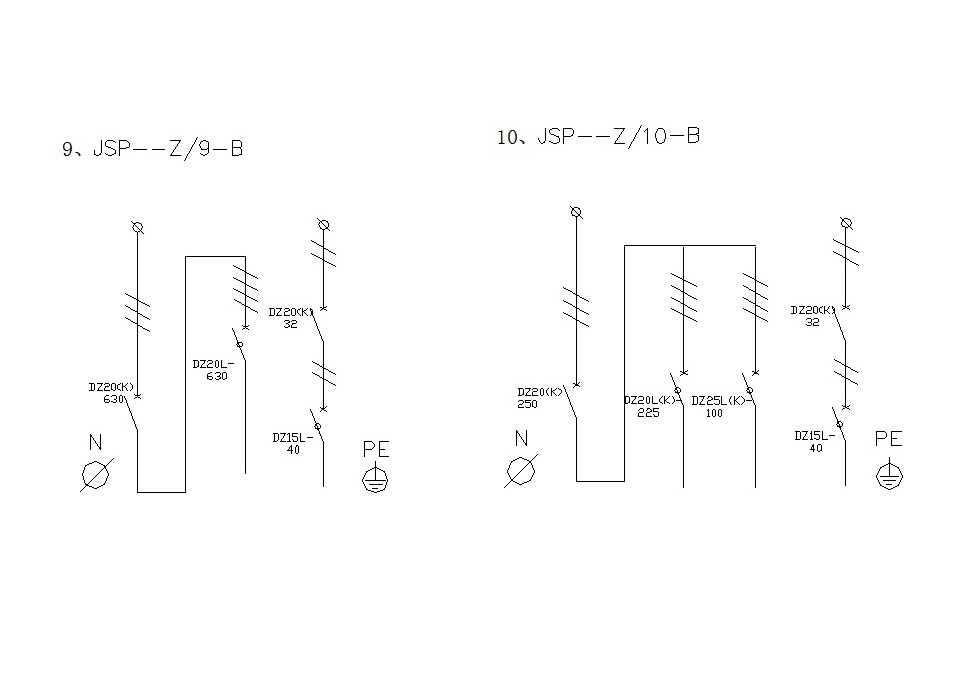 9、JSP--Z/9-B
DZ20(K)
32
DZ20L-
630
DZ20(K)
630
DZ15L-
40
N
PE
10、JSP--Z/10-B
DZ20(K)
32
DZ20(K)
250
DZ20L(K)-
225
DZ25L(K)-
100
DZ15L-
40
N
PE